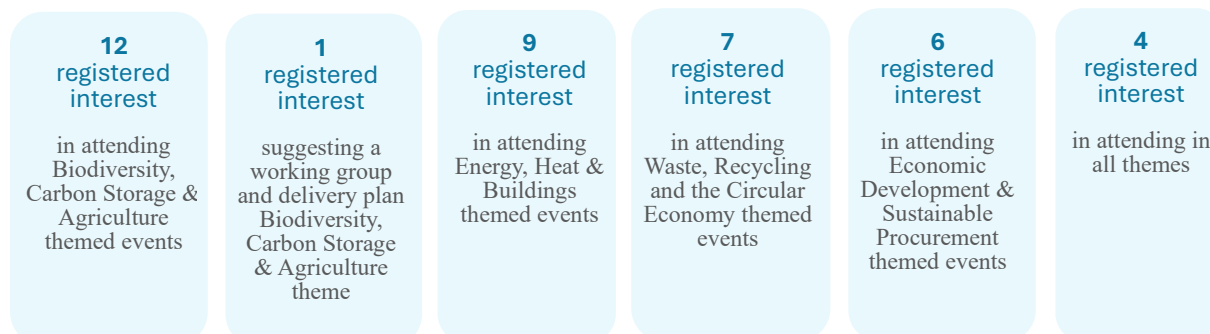 12
registered
interest
in attending
Biodiversity,
Carbon Storage &
Agriculture
themed events
1
registered
interest
suggesting a
working group
and delivery plan
Biodiversity,
Carbon Storage
& Agriculture
theme
9
registered
interest
in attending
Energy, Heat &
Buildings
themed events
7
registered
interest
in attending
Waste, Recycling
and the Circular
Economy themed
events
6
registered
interest
in attending
Economic
Development &
Sustainable
Procurement
themed events
4
registered
interest
in attending in
all themes